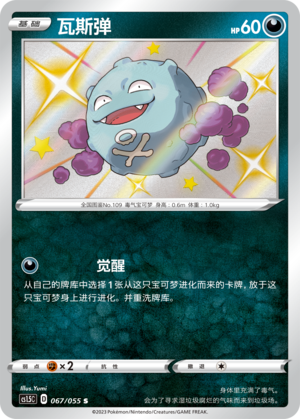 基础 瓦斯弹 HP60
全国图鉴No.109 毒气宝可梦 身高：0.6m 体重：1.0kg
觉醒
从自己的牌库中选择1张从这只宝可梦进化而来的卡牌，放于这
只宝可梦身上进行进化。并重洗牌库。
弱点 ×2 抗性 撤退
Illus.Yumi
cs1.5C D 067/055 S
身体里充满了毒气。
会为了寻求湿垃圾腐烂的气味而来到垃圾场。
©2023 Pokémon/Nintendo/Creatures/GAME FREAK.